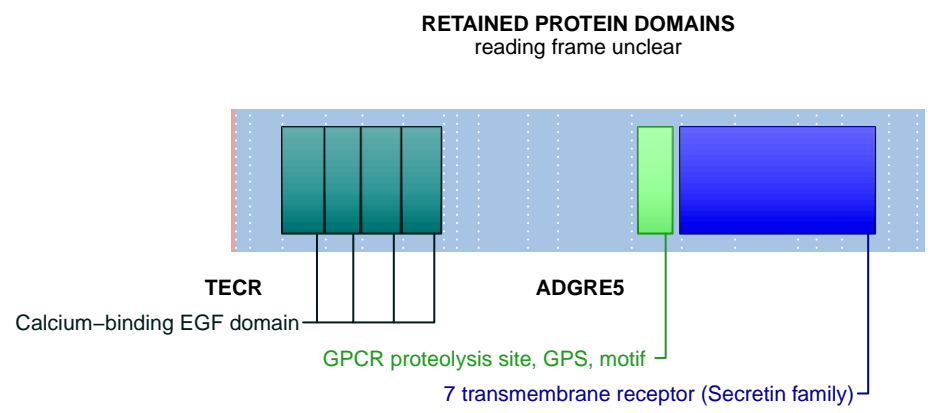 RETAINED PROTEIN DOMAINS
reading frame unclear
TECR
ADGRE5
Calcium−binding EGF domain
GPCR proteolysis site, GPS, motif
7 transmembrane receptor (Secretin family)